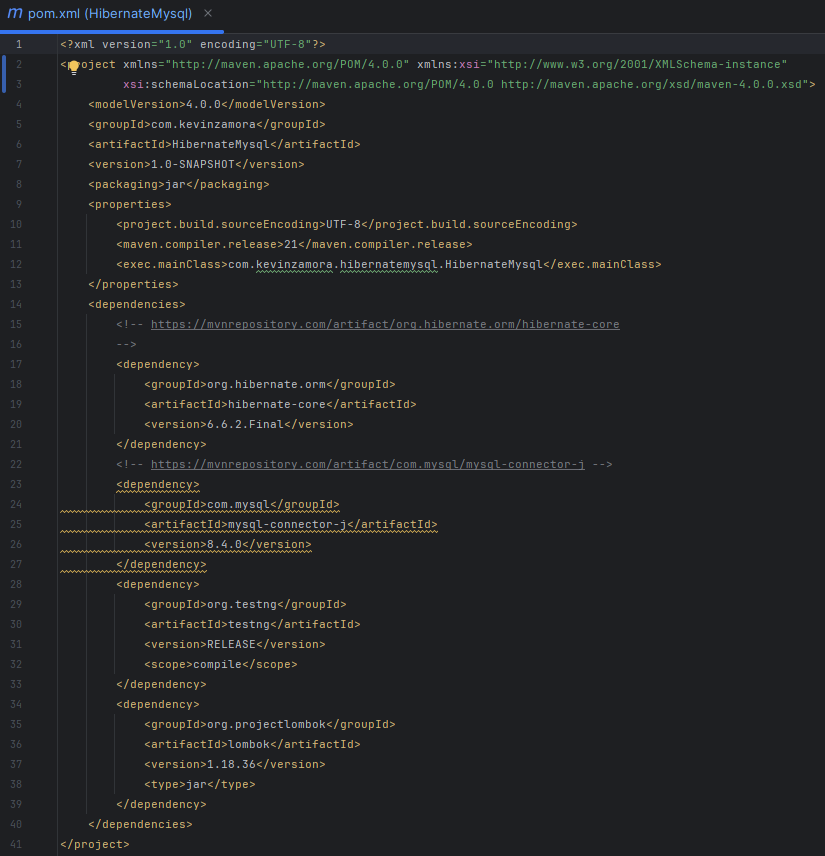 m pom.xml (HibernateMysql) ×
1 <?xml version="1.0" encoding="UTF-8"?>
2 <project xmlns="http://maven.apache.org/POM/4.0.0" xmlns:xsi="http://www.w3.org/2001/XMLSchema-instance"
3 xsi:schemaLocation="http://maven.apache.org/POM/4.0.0 http://maven.apache.org/xsd/maven-4.0.0.xsd">
4 <modelVersion>4.0.0</modelVersion>
5 <groupId>com.kevinzamora</groupId>
6 <artifactId>HibernateMysql</artifactId>
7 <version>1.0-SNAPSHOT</version>
8 <packaging>jar</packaging>
9 <properties>
10 <project.build.sourceEncoding>UTF-8</project.build.sourceEncoding>
11 <maven.compiler.release>21</maven.compiler.release>
12 <exec.mainClass>com.kevinzamora.hibernatemysql.HibernateMysql</exec.mainClass>
13 </properties>
14 <dependencies>
15 <!-- https://mvnrepository.com/artifact/org.hibernate.orm/hibernate-core
16 -->
17 <dependency>
18 <groupId>org.hibernate.orm</groupId>
19 <artifactId>hibernate-core</artifactId>
20 <version>6.6.2.Final</version>
21 </dependency>
22 <!-- https://mvnrepository.com/artifact/com.mysql/mysql-connector-j -->
23 <dependency>
24 <groupId>com.mysql</groupId>
25 <artifactId>mysql-connector-j</artifactId>
26 <version>8.4.0</version>
27 </dependency>
28 <dependency>
29 <groupId>org.testng</groupId>
30 <artifactId>testng</artifactId>
31 <version>RELEASE</version>
32 <scope>compile</scope>
33 </dependency>
34 <dependency>
35 <groupId>org.projectlombok</groupId>
36 <artifactId>lombok</artifactId>
37 <version>1.18.36</version>
38 <type>jar</type>
39 </dependency>
40 </dependencies>
41 </project>